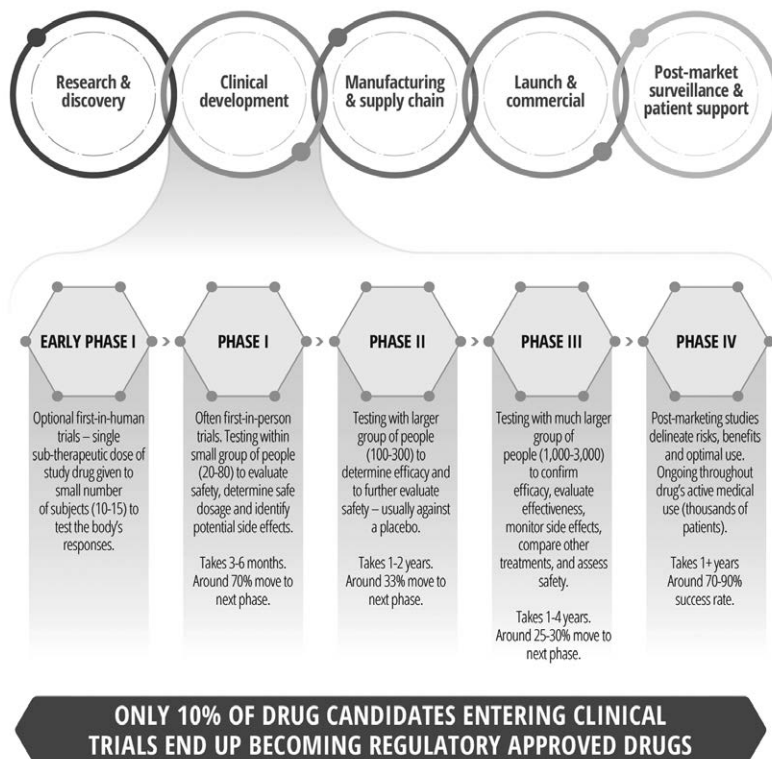 Research &
discovery
Clinical
development
Manufacturing
& supply chain
Launch &
commercial
Post-market
surveillance &
patient support
EARLY PHASE I
Optional first-in-human
trials – single
sub-therapeutic dose of
study drug given to
small number
of subjects (10-15) to
test the body's
responses.
PHASE I
Often first-in-person
trials. Testing within
small group of people
(20-80) to evaluate
safety, determine safe
dosage and identify
potential side effects.
Takes 3-6 months.
Around 70% move to
next phase.
PHASE II
Testing with larger
group of people
(100-300) to
determine efficacy and
to further evaluate
safety – usually against
a placebo.
Takes 1-2 years.
Around 33% move to
next phase.
PHASE III
Testing with much larger
group of
people (1,000-3,000)
to confirm
efficacy, evaluate
effectiveness,
monitor side effects,
compare other
treatments, and assess
safety.
Takes 1-4 years.
Around 25-30% move to
next phase.
PHASE IV
Post-marketing studies
delineate risks, benefits
and optimal use.
Ongoing throughout
drug's active medical
use (thousands of
patients).
Takes 1+ years
Around 70-90%
success rate.
ONLY 10% OF DRUG CANDIDATES ENTERING CLINICAL
TRIALS END UP BECOMING REGULATORY APPROVED DRUGS